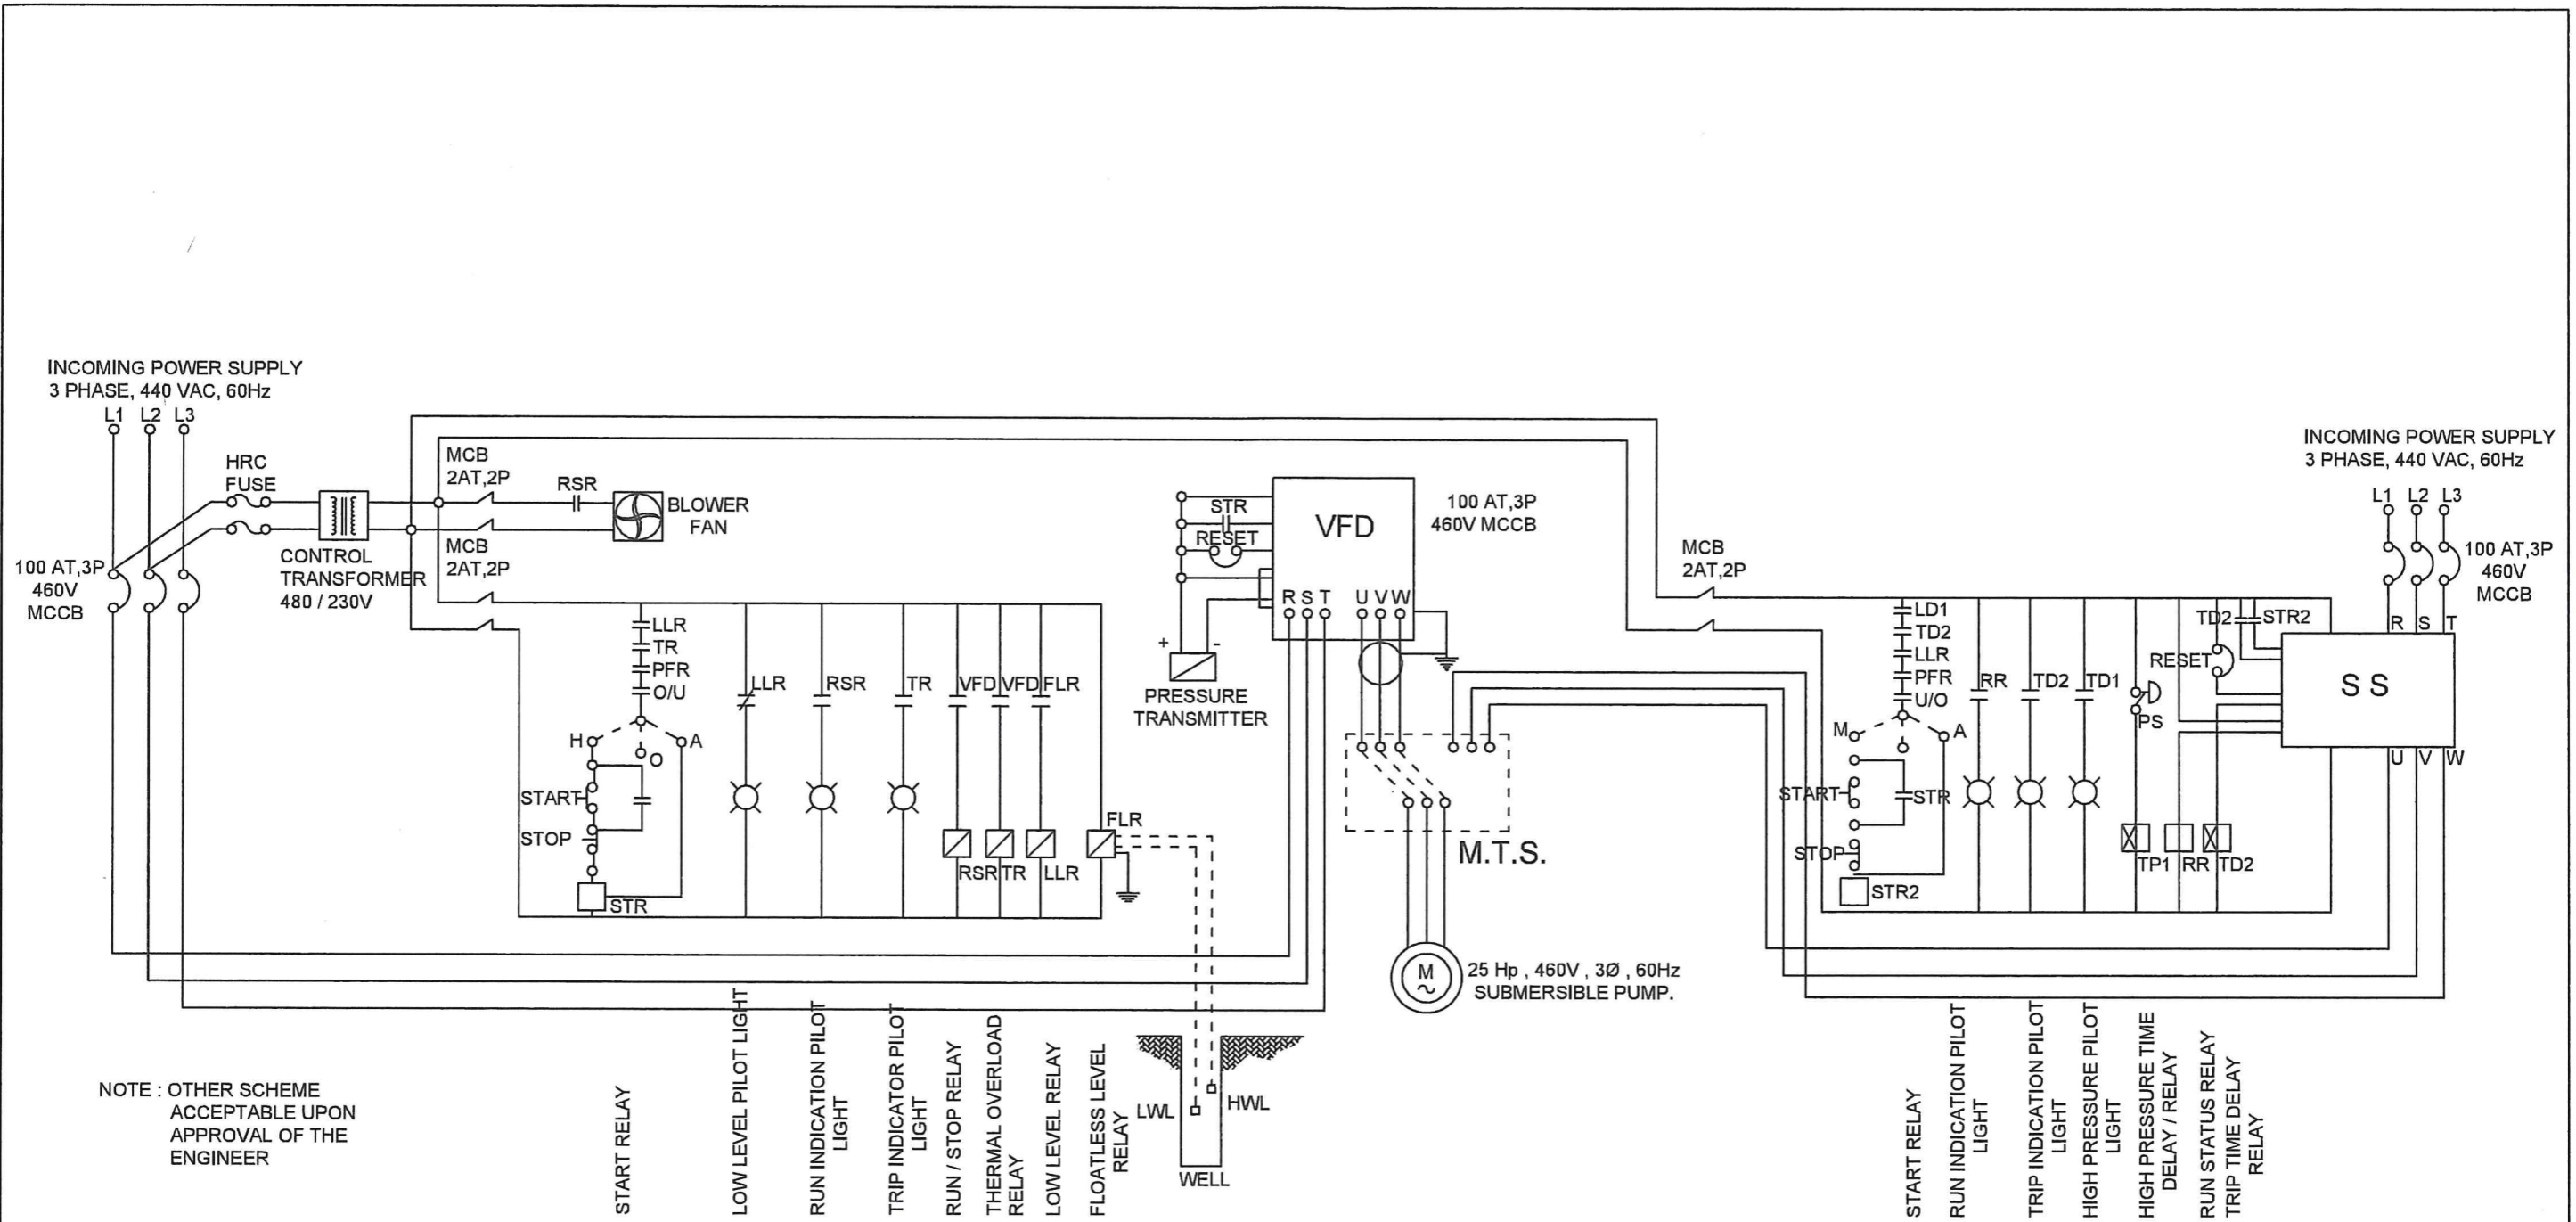 INCOMING POWER SUPPLY
3 PHASE, 440 VAC, 60Hz
L1 L2 L3
HRC
FUSE
100 AT,3P
460V
MCCB
CONTROL
TRANSFORMER
480 / 230V
MCB
2AT,2P
RSR
BLOWER
FAN
MCB
2AT,2P
LLR
TR
PFR
O/U
H
A
O
START
STOP
STR
LLR
RSR
TR
VFD
VFD
FLR
RSR
TR
LLR
FLR
STR
RESET
VFD
R S T
U V W
100 AT,3P
460V MCCB
+
-
PRESSURE
TRANSMITTER
M.T.S.
M
25 Hp , 460V , 3Ø , 60Hz
SUBMERSIBLE PUMP.
LWL
HWL
WELL
MCB
2AT,2P
LD1
TD2
LLR
PFR
U/O
M
A
START
STR
STOP
STR2
RR
TD2
TD1
PS
TP1
RR
TD2
RESET
TD2
STR2
INCOMING POWER SUPPLY
3 PHASE, 440 VAC, 60Hz
L1 L2 L3
100 AT,3P
460V
MCCB
R S T
S S
U V W
NOTE : OTHER SCHEME
ACCEPTABLE UPON
APPROVAL OF THE
ENGINEER
START RELAY
LOW LEVEL PILOT LIGHT
RUN INDICATION PILOT
LIGHT
TRIP INDICATOR PILOT
LIGHT
RUN / STOP RELAY
THERMAL OVERLOAD
RELAY
LOW LEVEL RELAY
FLOATLESS LEVEL
RELAY
START RELAY
RUN INDICATION PILOT
LIGHT
TRIP INDICATION PILOT
LIGHT
HIGH PRESSURE PILOT
LIGHT
HIGH PRESSURE TIME
DELAY / RELAY
RUN STATUS RELAY
TRIP TIME DELAY
RELAY